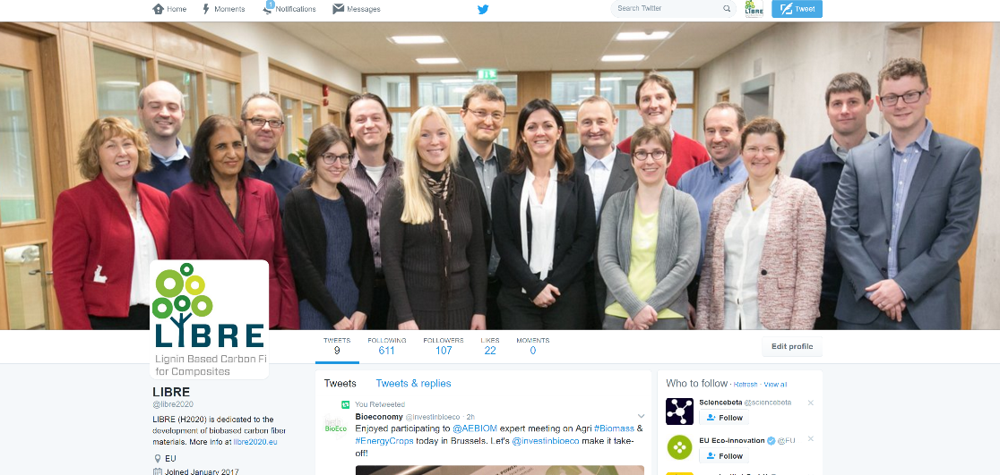 Home
Moments
1
Notifications
Messages
Search Twitter
LIBRE
Tweet
LIBRE
Lignin Based Carbon Fi
for Composites
TWEETS
9
FOLLOWING
611
FOLLOWERS
107
LIKES
22
MOMENTS
0
Edit profile
LIBRE
@libre2020
LIBRE (H2020) is dedicated to the
development of biobased carbon fiber
materials. More info at libre2020.eu
EU
Joined January 2017
Tweets
Tweets & replies
You Retweeted
BioEco
Bioeconomy @investinbioeco · 2h
Enjoyed participating to @AEBIOM expert meeting on Agri #Biomass &
#EnergyCrops today in Brussels. Let's @investinbioeco make it take-
off!
Who to follow · Refresh · View all
Sciencebeta @sciencebeta
Follow
EU Eco-innovation @EU
Follow